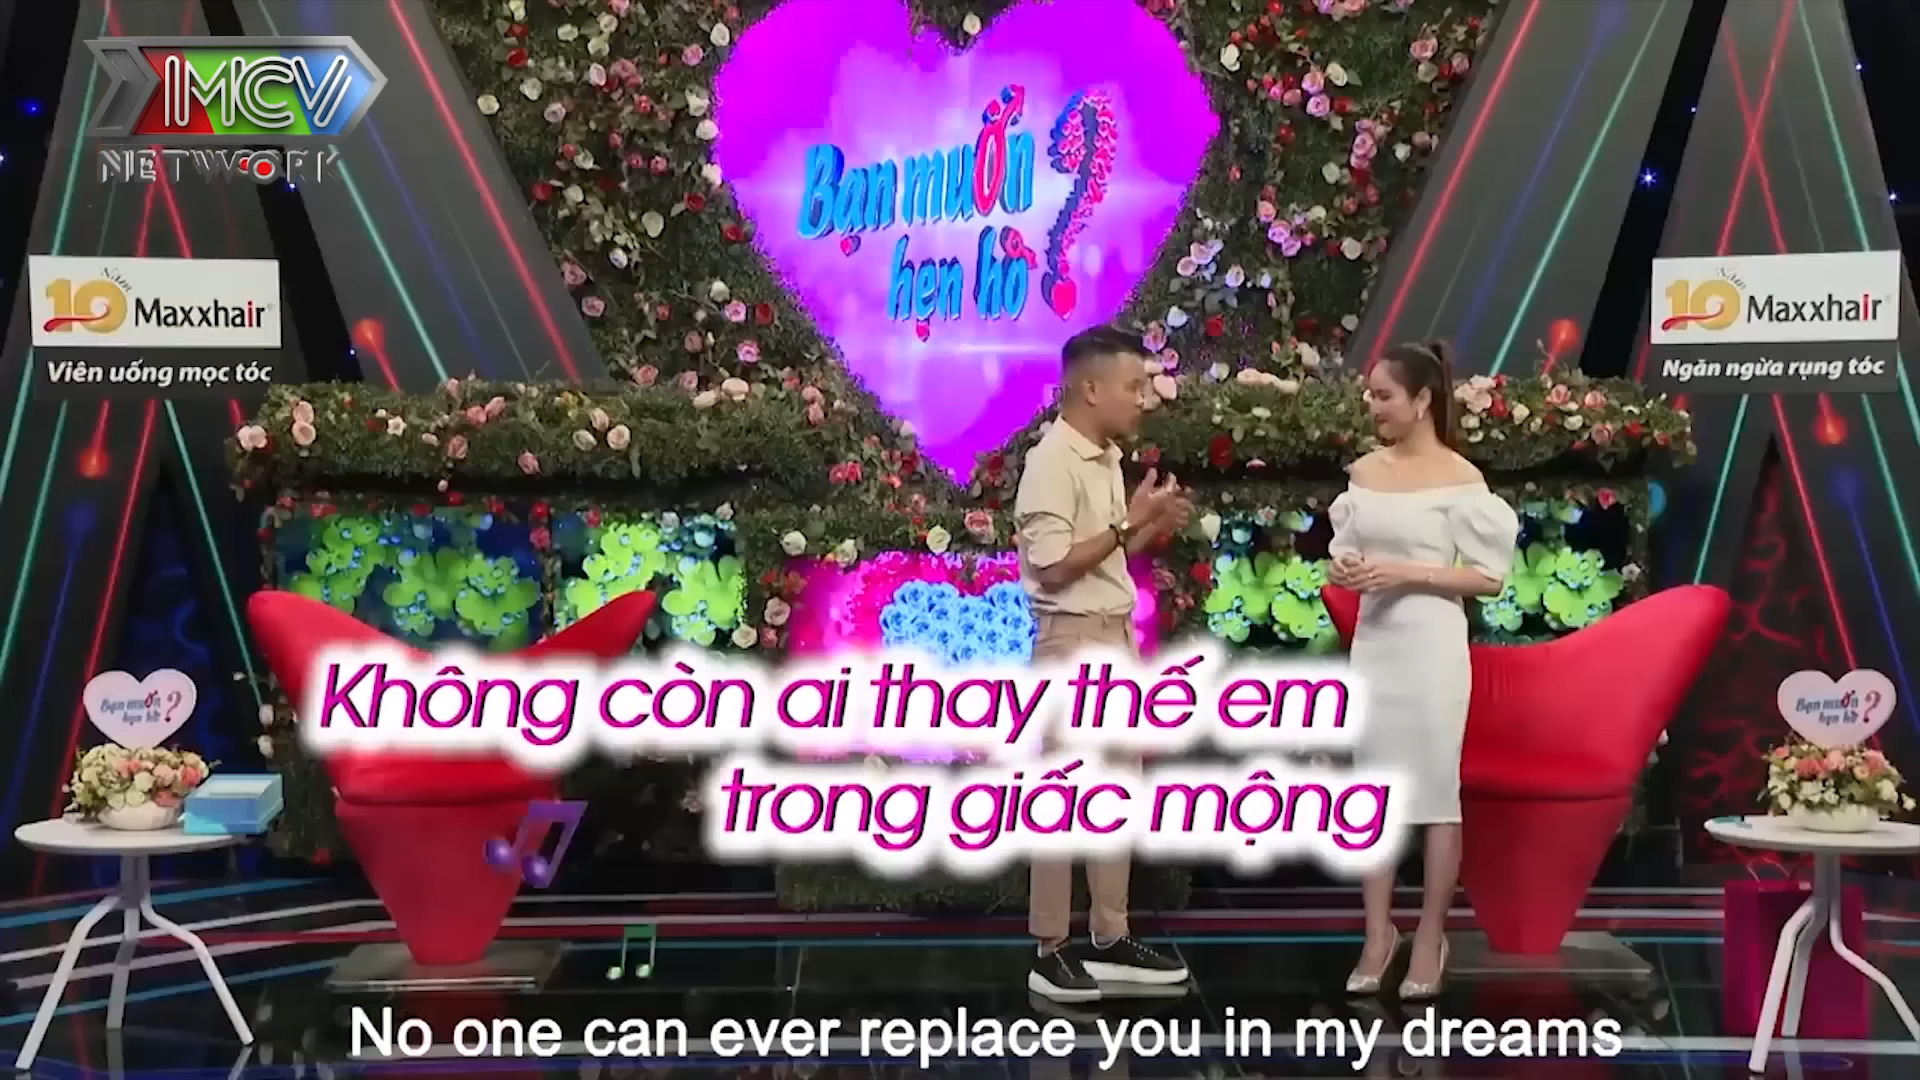 MCV
NETWORK
Bạn muốn
hẹn hò ?
10 Năm Maxxhair
Viên uống mọc tóc
10 Năm Maxxhair
Ngăn ngừa rụng tóc
Không còn ai thay thế em
trong giấc mộng
Bạn muốn
hẹn hò ?
Bạn muốn
hẹn hò ?
No one can ever replace you in my dreams